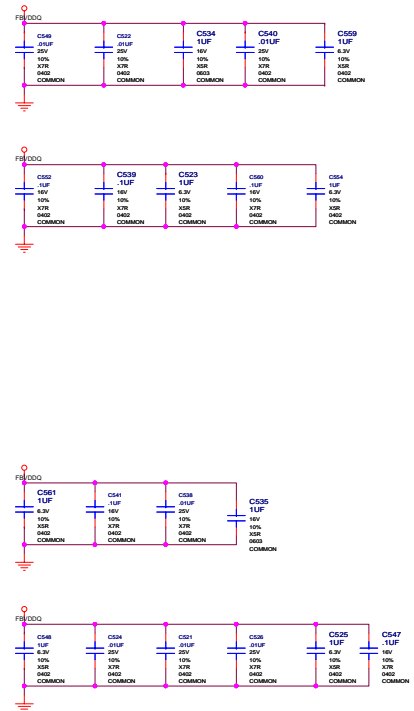 FBVDDQ
C549
.01UF
25V
10%
X7R
0402
COMMON
C522
.01UF
25V
10%
X7R
0402
COMMON
C534
1UF
16V
10%
X5R
0603
COMMON
C540
.01UF
25V
10%
X7R
0402
COMMON
C559
1UF
6.3V
10%
X5R
0402
COMMON
FBVDDQ
C552
.1UF
16V
10%
X7R
0402
COMMON
C539
.1UF
16V
10%
X7R
0402
COMMON
C523
1UF
6.3V
10%
X5R
0402
COMMON
C560
.1UF
16V
10%
X7R
0402
COMMON
C554
1UF
6.3V
10%
X5R
0402
COMMON
FBVDDQ
C561
1UF
6.3V
10%
X5R
0402
COMMON
C541
.1UF
16V
10%
X7R
0402
COMMON
C538
.01UF
25V
10%
X7R
0402
COMMON
C535
1UF
16V
10%
X5R
0603
COMMON
FBVDDQ
C548
1UF
6.3V
10%
X5R
0402
COMMON
C524
.01UF
25V
10%
X7R
0402
COMMON
C521
.01UF
25V
10%
X7R
0402
COMMON
C526
.01UF
25V
10%
X7R
0402
COMMON
C525
1UF
6.3V
10%
X5R
0402
COMMON
C547
.1UF
16V
10%
X7R
0402
COMMON